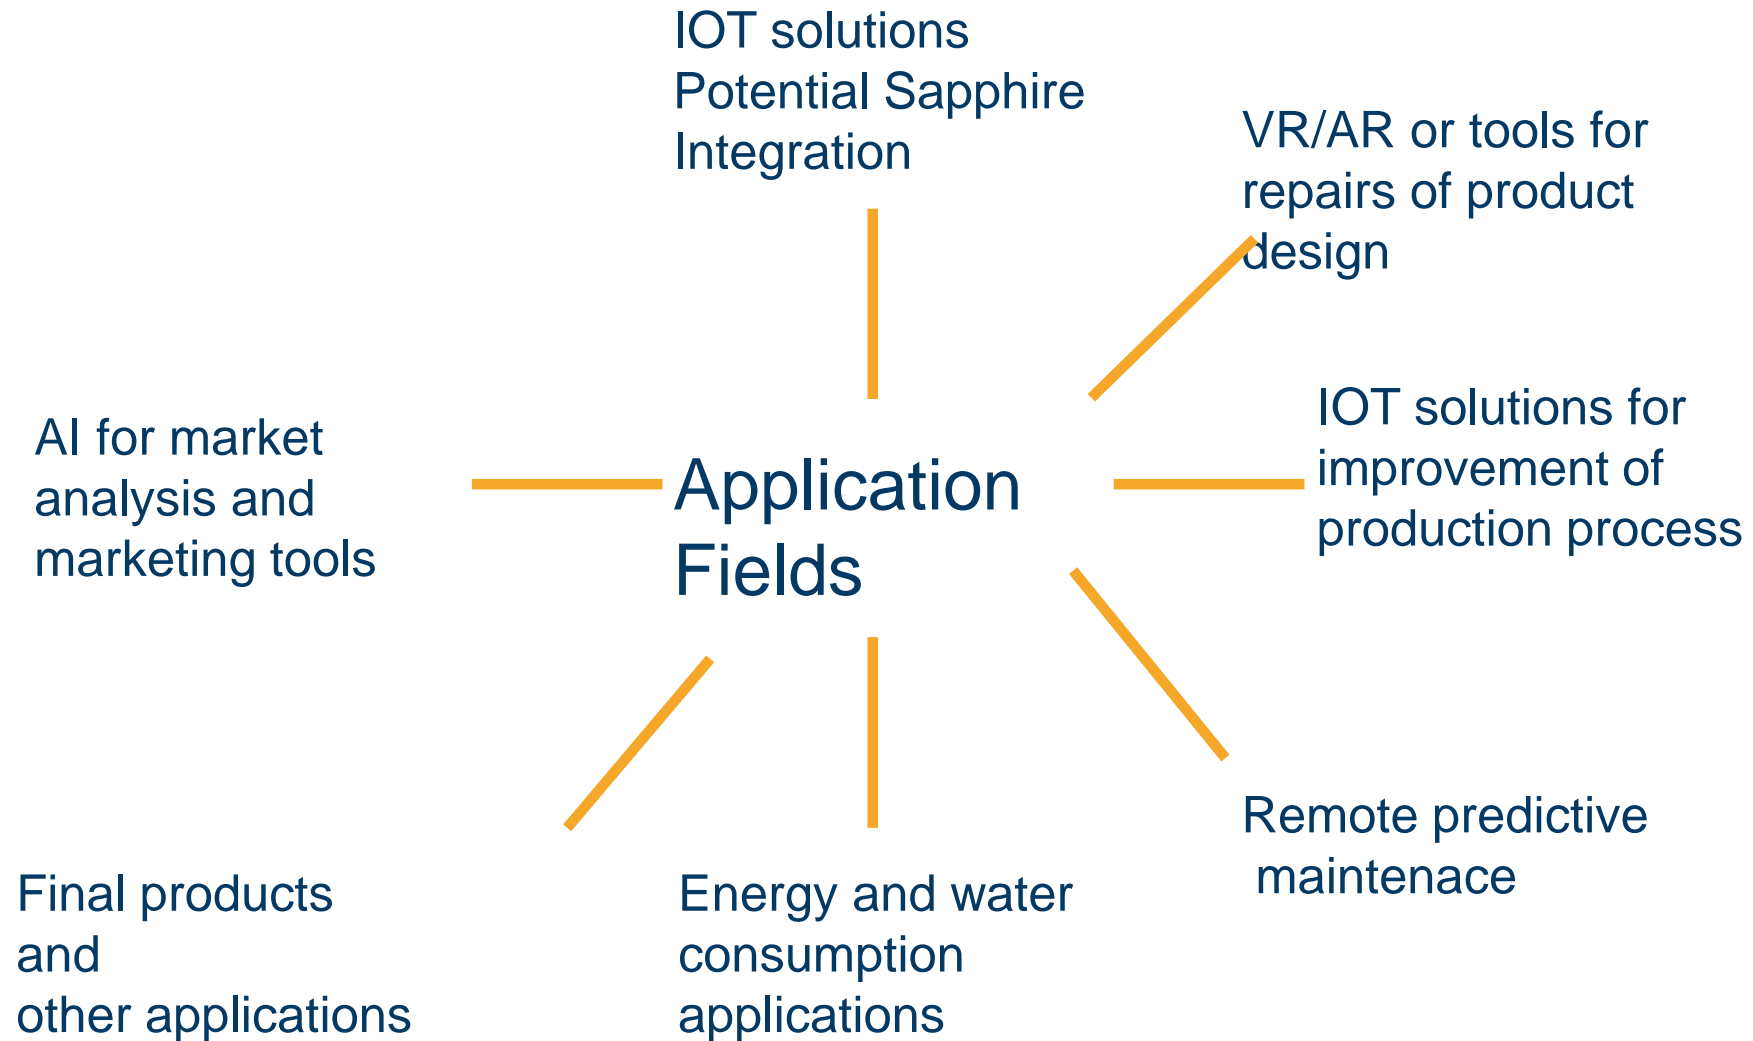 IOT solutions
Potential Sapphire
Integration
VR/AR or tools for
repairs of product
design
AI for market
analysis and
marketing tools
Application
Fields
IOT solutions for
improvement of
production process
Remote predictive
maintenace
Final products
and
other applications
Energy and water
consumption
applications